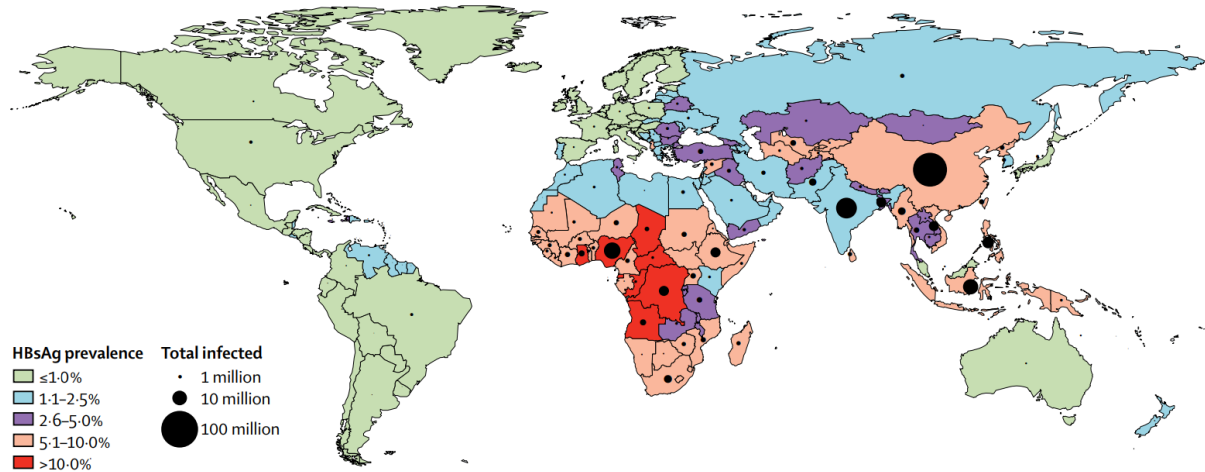 HBsAg prevalence
≤1·0%
1·1–2·5%
2·6–5·0%
5·1–10·0%
>10·0%
Total infected
1 million
10 million
100 million